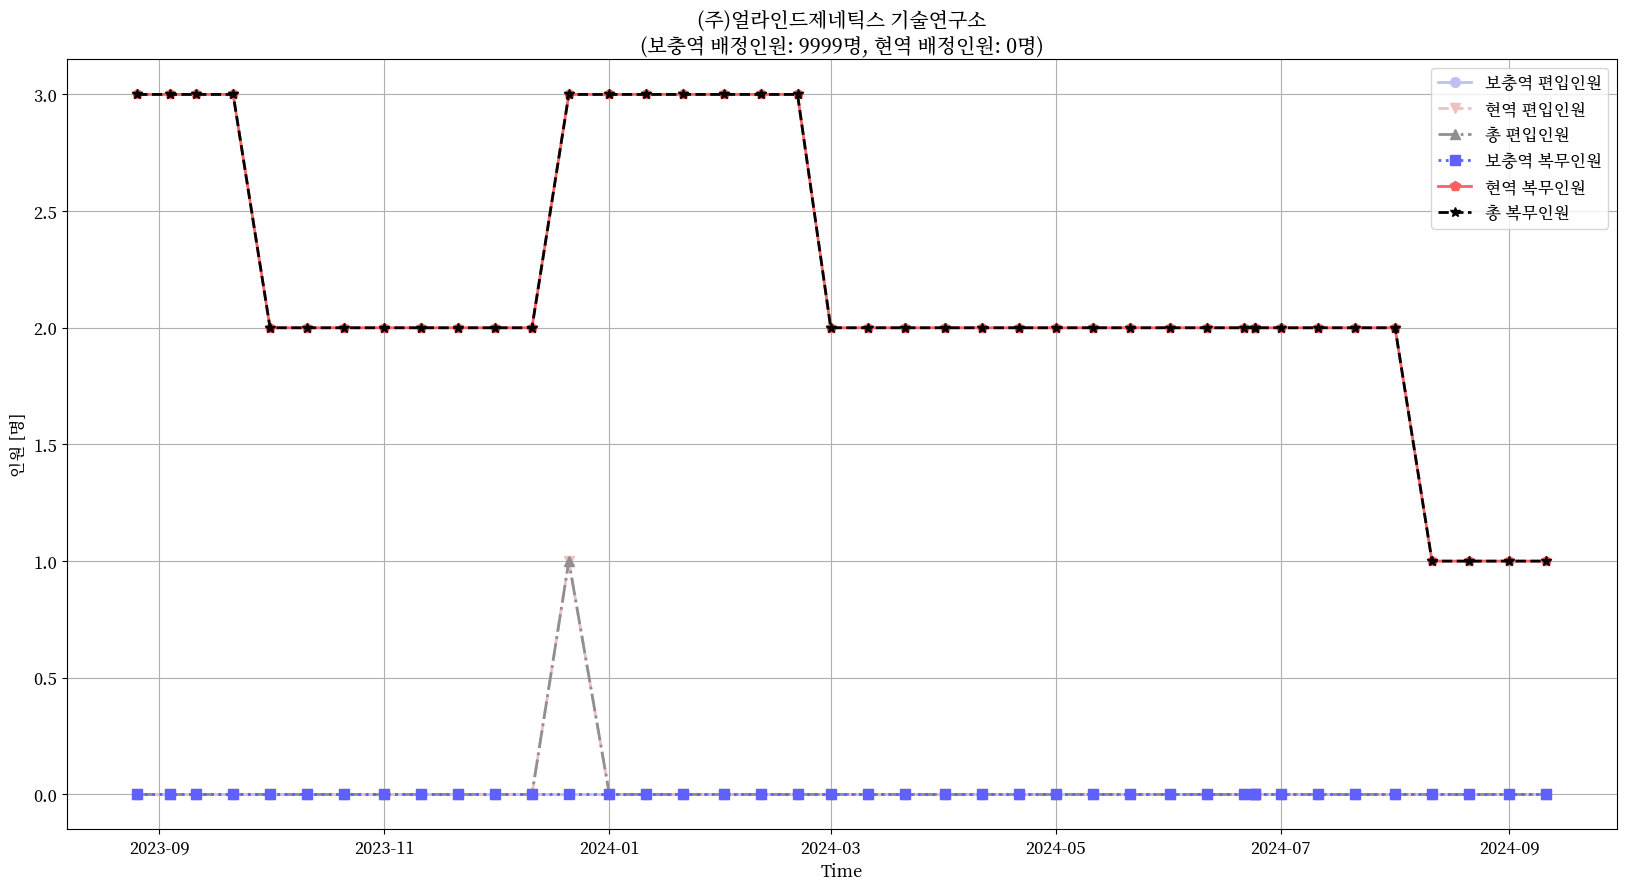 (주)얼라인드제네틱스 기술연구소
(보충역 배정인원: 9999명, 현역 배정인원: 0명)
보충역 편입인원
현역 편입인원
총 편입인원
보충역 복무인원
현역 복무인원
총 복무인원
인원 [명]
3.0
2.5
2.0
1.5
1.0
0.5
0.0
2023-09
2023-11
2024-01
2024-03
2024-05
2024-07
2024-09
Time